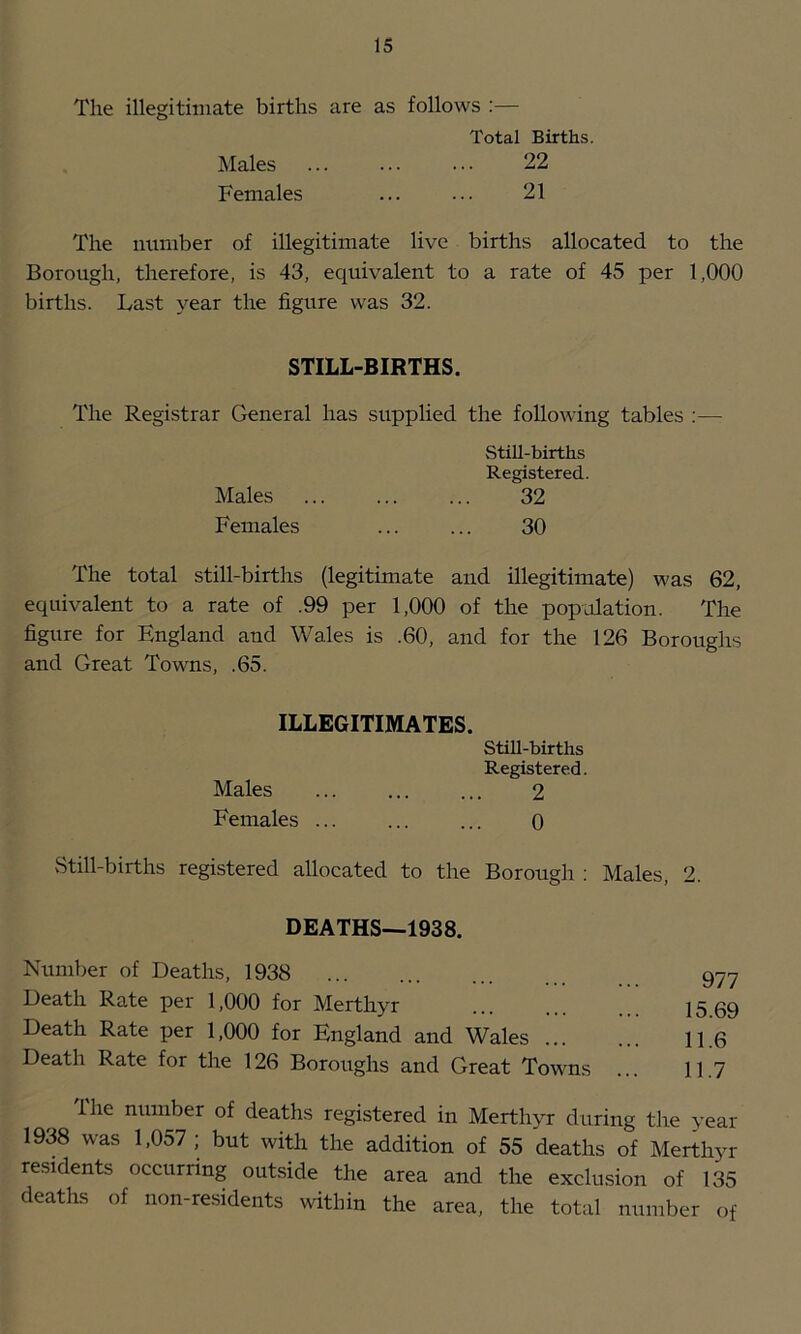 15
The illegitimate births are as follows :—
Total Births.
Males ... ... ... 22
Females ... ... 21
The number of illegitimate live births allocated to the
Borough, therefore, is 43, equivalent to a rate of 45 per 1,000
births. Last year the figure was 32.
STILL-BIRTHS.
The Registrar General has supplied the following tables :—
Still-births
Registered.
Males ... ... ... 32
Females ... ... 30
The total still-births (legitimate and illegitimate) was 62,
equivalent to a rate of .99 per 1,000 of the population. The
figure for England and Wales is .60, and for the 126 Boroughs
and Great Towns, .65.
ILLEGITIMATES.
Still-births
Registered.
Males ... ... ... 2
Females ... ... ... 0
Still-births registered allocated to the Borough : Males, 2.
DEATHS—1938.
Number of Deaths, 1938 ... ... ... ... ... 977
Death Rate per 1,000 for Merthyr ... ... ... 15.69
Death Rate per 1,000 for England and Wales ... ... 11.6
Death Rate for the 126 Boroughs and Great Towns ... 11.7
The number of deaths registered in Merthyr during the year
1938 was 1,057 ; but with the addition of 55 deaths of Merthyr
residents occurring outside the area and the exclusion of 135
deaths of non-residents within the area, the total number of